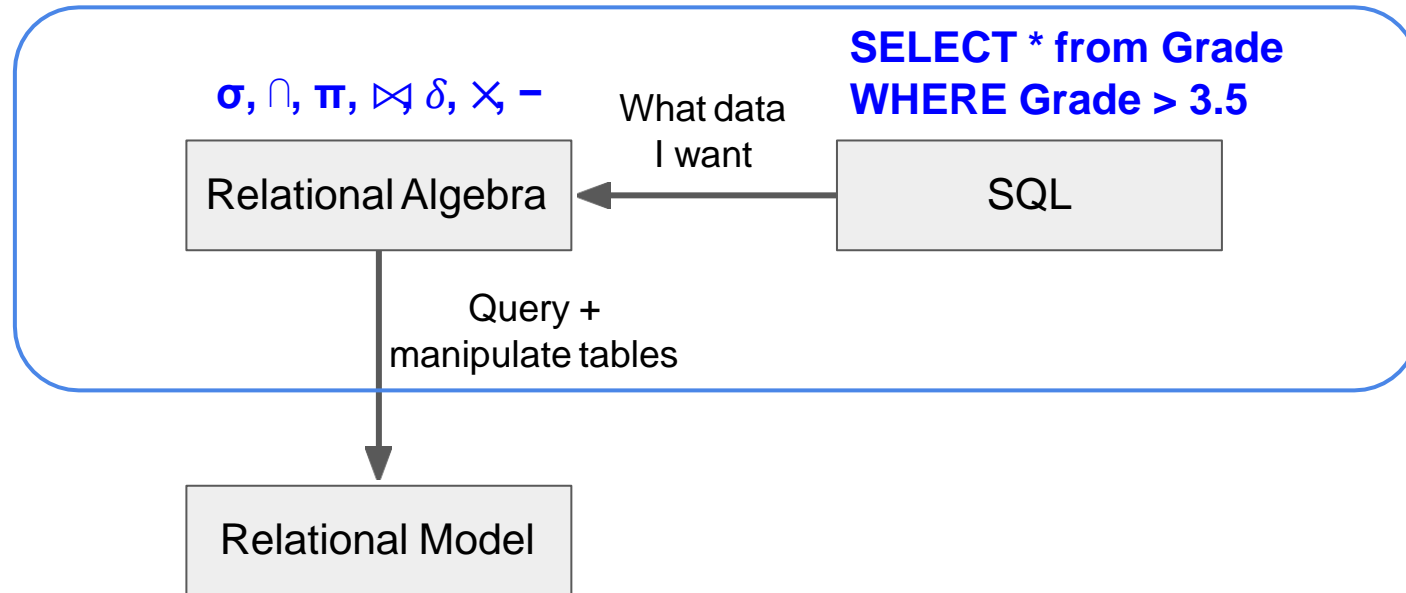 SELECT * from Grade
WHERE Grade > 3.5
σ, ∩, π, ⋈, δ, ×, −
What data
I want
Relational Algebra
SQL
Query +
manipulate tables
Relational Model